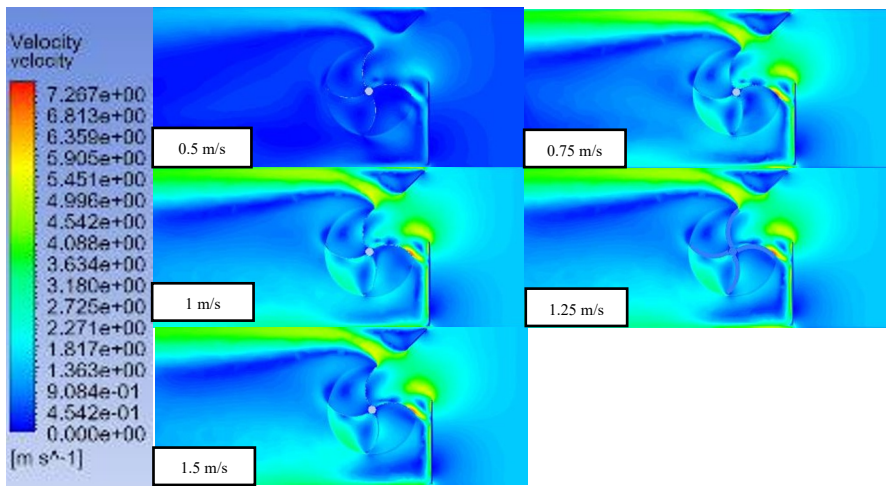 Velocity
velocity
7.267e+00
6.813e+00
6.359e+00
5.905e+00
5.451e+00
4.996e+00
4.542e+00
4.088e+00
3.634e+00
3.180e+00
2.725e+00
2.271e+00
1.817e+00
1.363e+00
9.084e-01
4.542e-01
0.000e+00
[m s^-1]
0.5 m/s
0.75 m/s
1 m/s
1.25 m/s
1.5 m/s